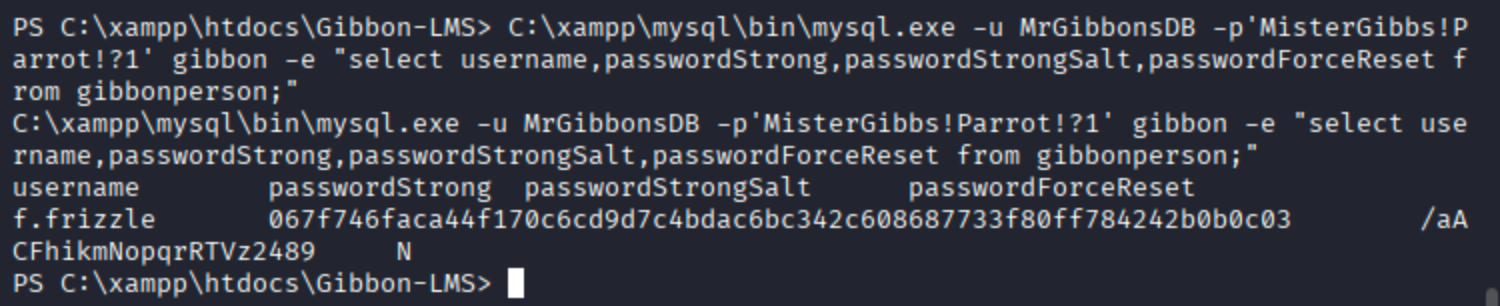 PS C:\xampp\htdocs\Gibbon-LMS> C:\xampp\mysql\bin\mysql.exe -u MrGibbonsDB -p'MisterGibbs!P
arrot!?1' gibbon -e "select username,passwordStrong,passwordStrongSalt,passwordForceReset f
rom gibbonperson;"
C:\xampp\mysql\bin\mysql.exe -u MrGibbonsDB -p'MisterGibbs!Parrot!?1' gibbon -e "select use
rname,passwordStrong,passwordStrongSalt,passwordForceReset from gibbonperson;"
username        passwordStrong  passwordStrongSalt      passwordForceReset
f.frizzle       067f746faca44f170c6cd9d7c4bdac6bc342c608687733f80ff784242b0b0c03        /aA
CFhikmNopqrRTVz2489     N
PS C:\xampp\htdocs\Gibbon-LMS>